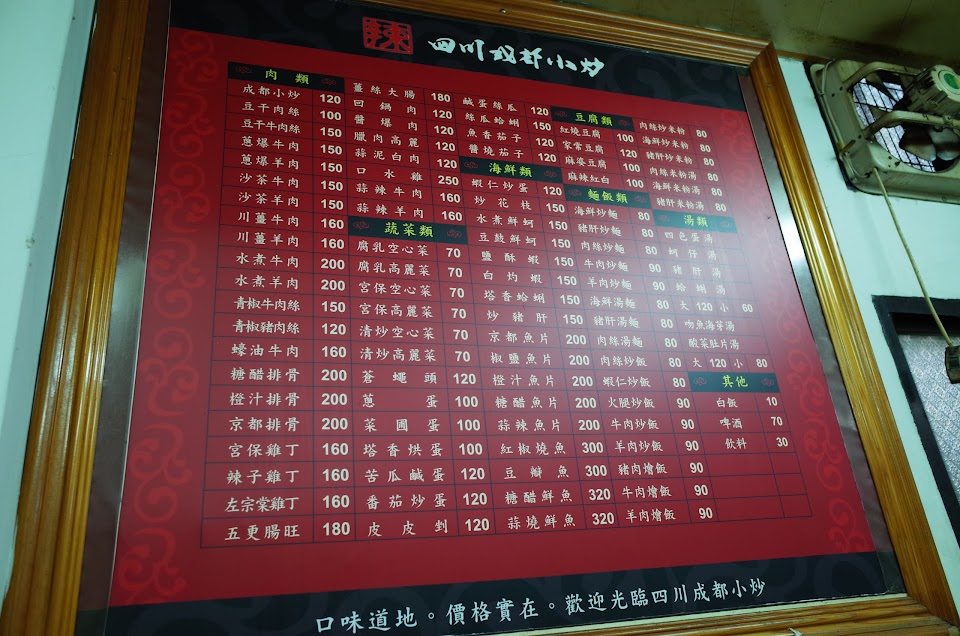 辣 四川成都小炒
肉類
成都小炒 120
豆干肉絲 100
豆干牛肉絲 150
蔥爆牛肉 150
蔥爆羊肉 150
沙茶牛肉 150
沙茶羊肉 150
川薑牛肉 160
川薑羊肉 160
水煮牛肉 200
水煮羊肉 200
青椒牛肉絲 150
青椒豬肉絲 120
蠔油牛肉 160
糖醋排骨 200
橙汁排骨 200
京都排骨 200
宮保雞丁 160
辣子雞丁 160
左宗棠雞丁 160
五更腸旺 180
薑絲大腸 180
回鍋肉 120
醬爆肉 120
臘肉高麗 120
蒜泥白肉 120
口水雞 250
蒜辣牛肉 160
蒜辣羊肉 160
蔬菜類
腐乳空心菜 70
腐乳高麗菜 70
宮保空心菜 70
宮保高麗菜 70
清炒空心菜 70
清炒高麗菜 70
蒼蠅頭 120
蔥蛋 100
菜圃蛋 100
塔香烘蛋 100
苦瓜鹹蛋 120
番茄炒蛋 120
皮皮剉 120
鹹蛋絲瓜 120
絲瓜蛤蜊 150
魚香茄子 120
醬燒茄子 120
海鮮類
蝦仁炒蛋 120
炒花枝 150
水煮鮮蚵 150
豆鼓鮮蚵 150
鹽酥蝦 150
白灼蝦 150
塔香蛤蜊 150
炒豬肝 150
京都魚片 200
椒鹽魚片 200
橙汁魚片 200
糖醋魚片 200
蒜辣魚片 200
紅椒燒魚 300
豆瓣魚 300
糖醋鮮魚 320
蒜燒鮮魚 320
豆腐類
紅燒豆腐 100
家常豆腐 120
麻婆豆腐 100
麻辣紅白 100
麵飯類
海鮮炒麵 80
豬肝炒麵 80
肉絲炒麵 80
牛肉炒麵 90
羊肉炒麵 90
海鮮湯麵 80
豬肝湯麵 80
肉絲湯麵 80
肉絲炒飯 80
蝦仁炒飯 80
火腿炒飯 90
牛肉炒飯 90
羊肉炒飯 90
豬肉燴飯 90
牛肉燴飯 90
羊肉燴飯 90
肉絲炒米粉 80
海鮮炒米粉 80
豬肝炒米粉 80
肉絲米粉湯 80
海鮮米粉湯 80
豬肝米粉湯 80
湯類
四色蛋湯
蚵仔湯
豬肝湯
蛤蜊湯
大 120 小 60
吻魚海芽湯
酸菜肚片湯
大 120 小 80
其他
白飯 10
啤酒 70
飲料 30
口味道地。價格實在。歡迎光臨四川成都小炒